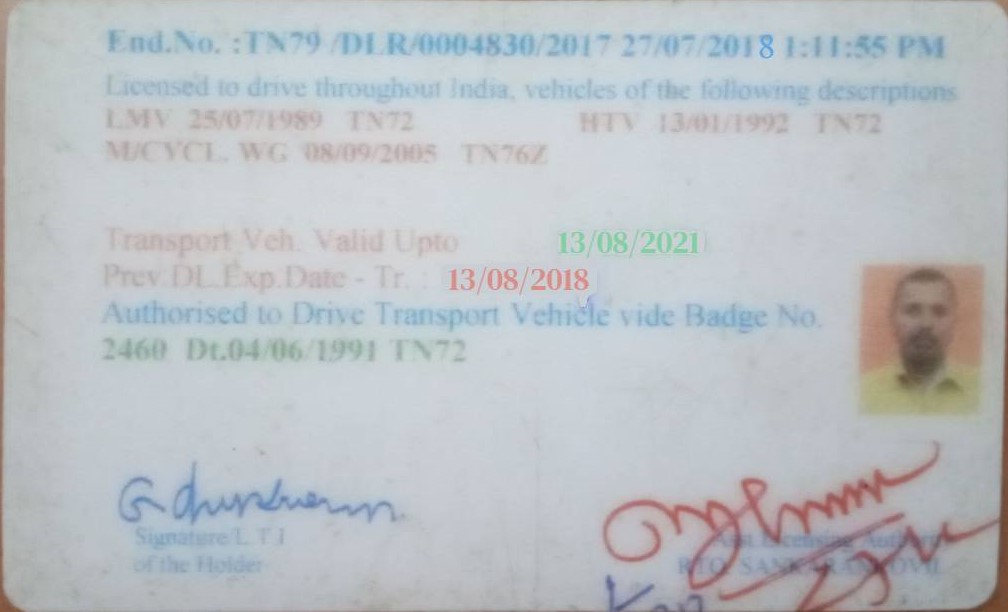 End.No. :TN79 /DLR/0004830/2017 27/07/2018 1:11:55 PM
Licensed to drive throughout India, vehicles of the following descriptions
LMV 25/07/1989 TN72 HTV 13/01/1992 TN72
M/CYCL. WG 08/09/2005 TN76Z
Transport Veh. Valid Upto 13/08/2021
Prev.DL.Exp.Date - Tr. : 13/08/2018
Authorised to Drive Transport Vehicle vide Badge No.
2460 Dt.04/06/1991 TN72
Signature/L T I
of the Holder
Asst Licensing Authority
RTO, SANKARANKOVIL